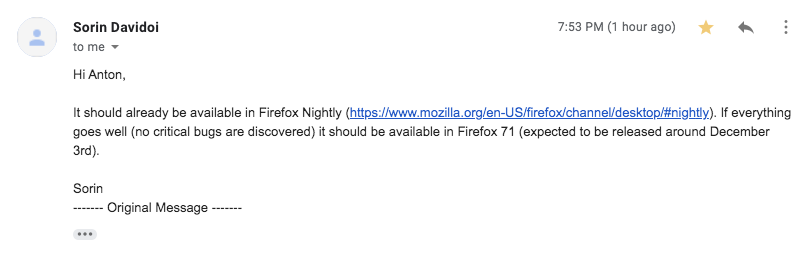 Sorin Davidoi
7:53 PM (1 hour ago)
to me
Hi Anton,
It should already be available in Firefox Nightly (https://www.mozilla.org/en-US/firefox/channel/desktop/#nightly). If everything
goes well (no critical bugs are discovered) it should be available in Firefox 71 (expected to be released around December
3rd).
Sorin
------- Original Message -------